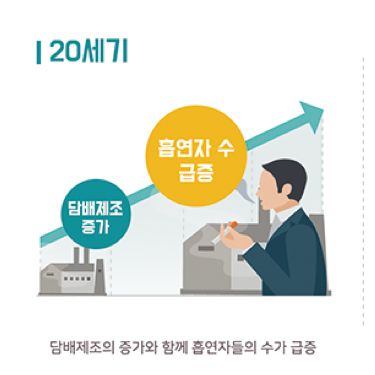 20세기
흡연자 수
급증
담배제조
증가
담배제조의 증가와 함께 흡연자들의 수가 급증